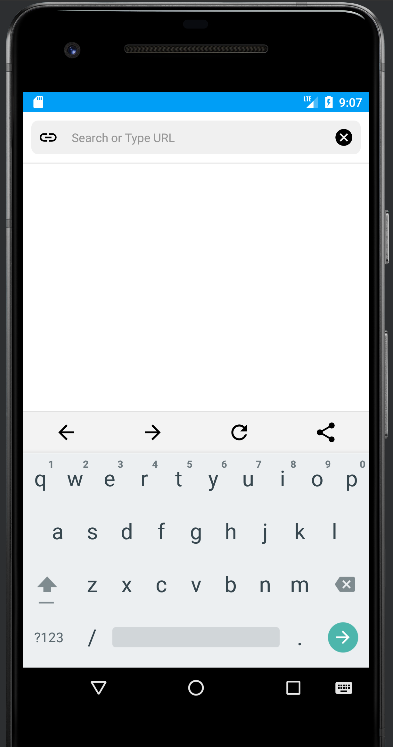 LTE 9:07
Search or Type URL
1 2 3 4 5 6 7 8 9 0
q w e r t y u i o p
a s d f g h j k l
z x c v b n m
?123 / .